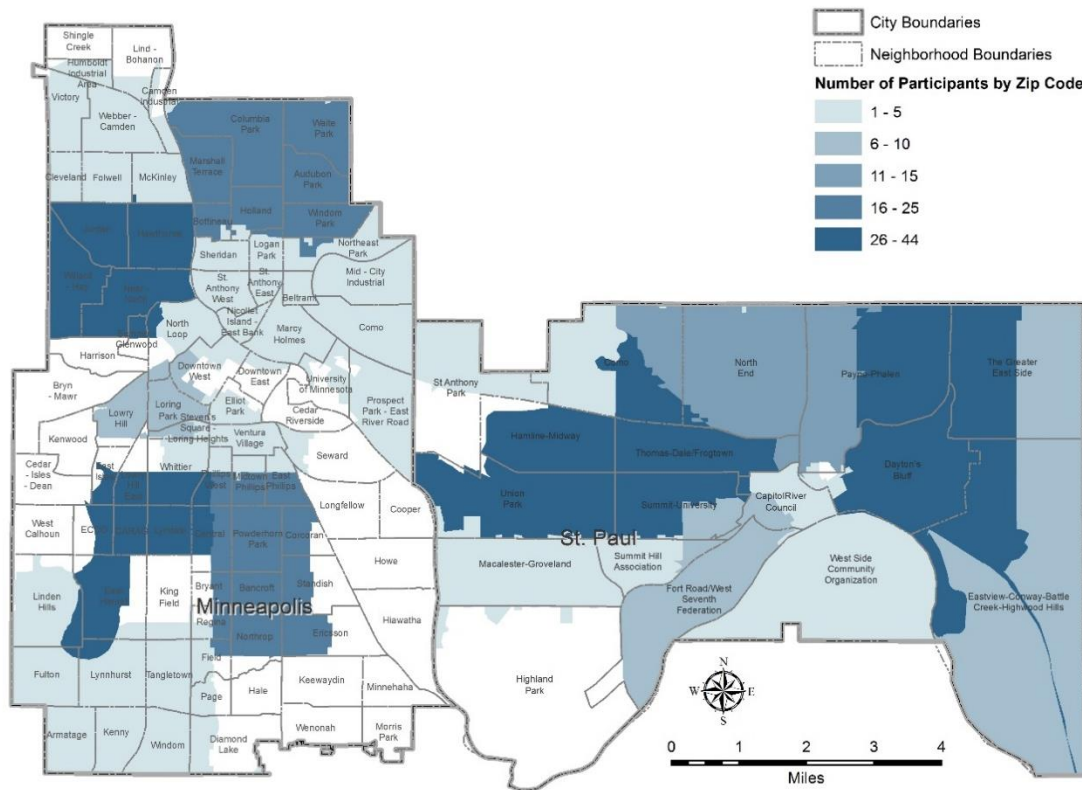 City Boundaries
Neighborhood Boundaries
Number of Participants by Zip Code
1 - 5
6 - 10
11 - 15
16 - 25
26 - 44
Shingle
Creek
Lind -
Bohanon
Humboldt
Industrial
Area
Camden
Industrial
Victory
Webber -
Camden
Cleveland
Folwell
McKinley
Columbia
Park
Waite
Park
Marshall
Terrace
Audubon
Park
Holland
Bottineau
Windom
Park
Northeast
Park
Sheridan
Logan
Park
Mid - City
Industrial
St.
Anthony
West
St.
Anthony
East
Beltrami
Nicollet
Island -
East Bank
Marcy
Holmes
Como
North
Loop
Glenwood
Harrison
Bryn
- Mawr
Downtown
West
Downtown
East
University
of Minnesota
Prospect
Park - East
River Road
Cedar
Riverside
Elliot
Park
Loring
Park
Lowry
Hill
Steven's
Square -
Loring Heights
Ventura
Village
Seward
Kenwood
Cedar
- Isles
- Dean
East
Whittier
Midtown
Phillips
East
Phillips
West
Longfellow
Cooper
West
Calhoun
ECCO
Central
Powderhorn
Park
Corcoran
Howe
Linden
Hills
King
Field
Bryant
Bancroft
Standish
Minneapolis
Regina
Northrop
Ericsson
Hiawatha
Fulton
Lynnhurst
Tangletown
Field
Page
Hale
Keewaydin
Minnehaha
Armatage
Kenny
Windom
Diamond
Lake
Wenonah
Morris
Park
St Anthony
Park
Como
North
End
Payne-Phalen
The Greater
East Side
Hamline-Midway
Thomas-Dale/Frogtown
Dayton's
Bluff
Union
Park
Summit-University
CapitolRiver
Council
St. Paul
Macalester-Groveland
Summit Hill
Association
West Side
Community
Organization
Fort Road/West
Seventh
Federation
Eastview-Conway-Battle
Creek-Highwood Hills
Highland
Park
N
W
E
S
0
1
2
3
4
Miles